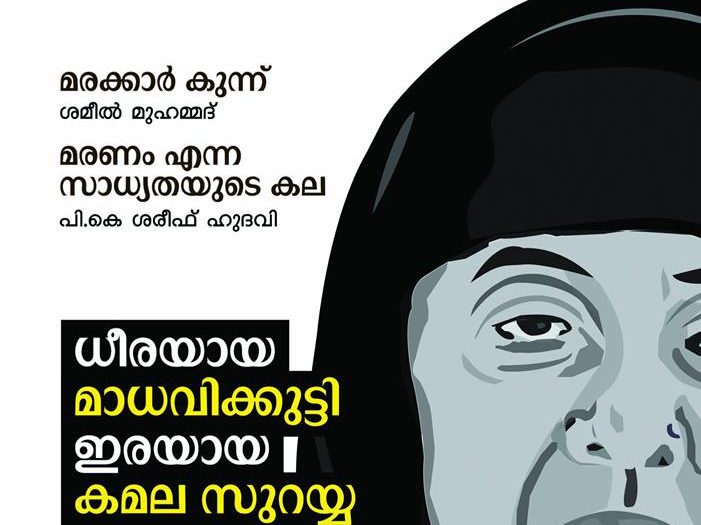 മരക്കാർ കുന്ന്
ശമീൽ മുഹമ്മദ്
മരണം എന്ന
സാധ്യതയുടെ കല
പി.കെ ശരീഫ് ഹുദവി
ധീരയായ
മാധവിക്കുട്ടി
ഇരയായ
കമല സുറയ്യ